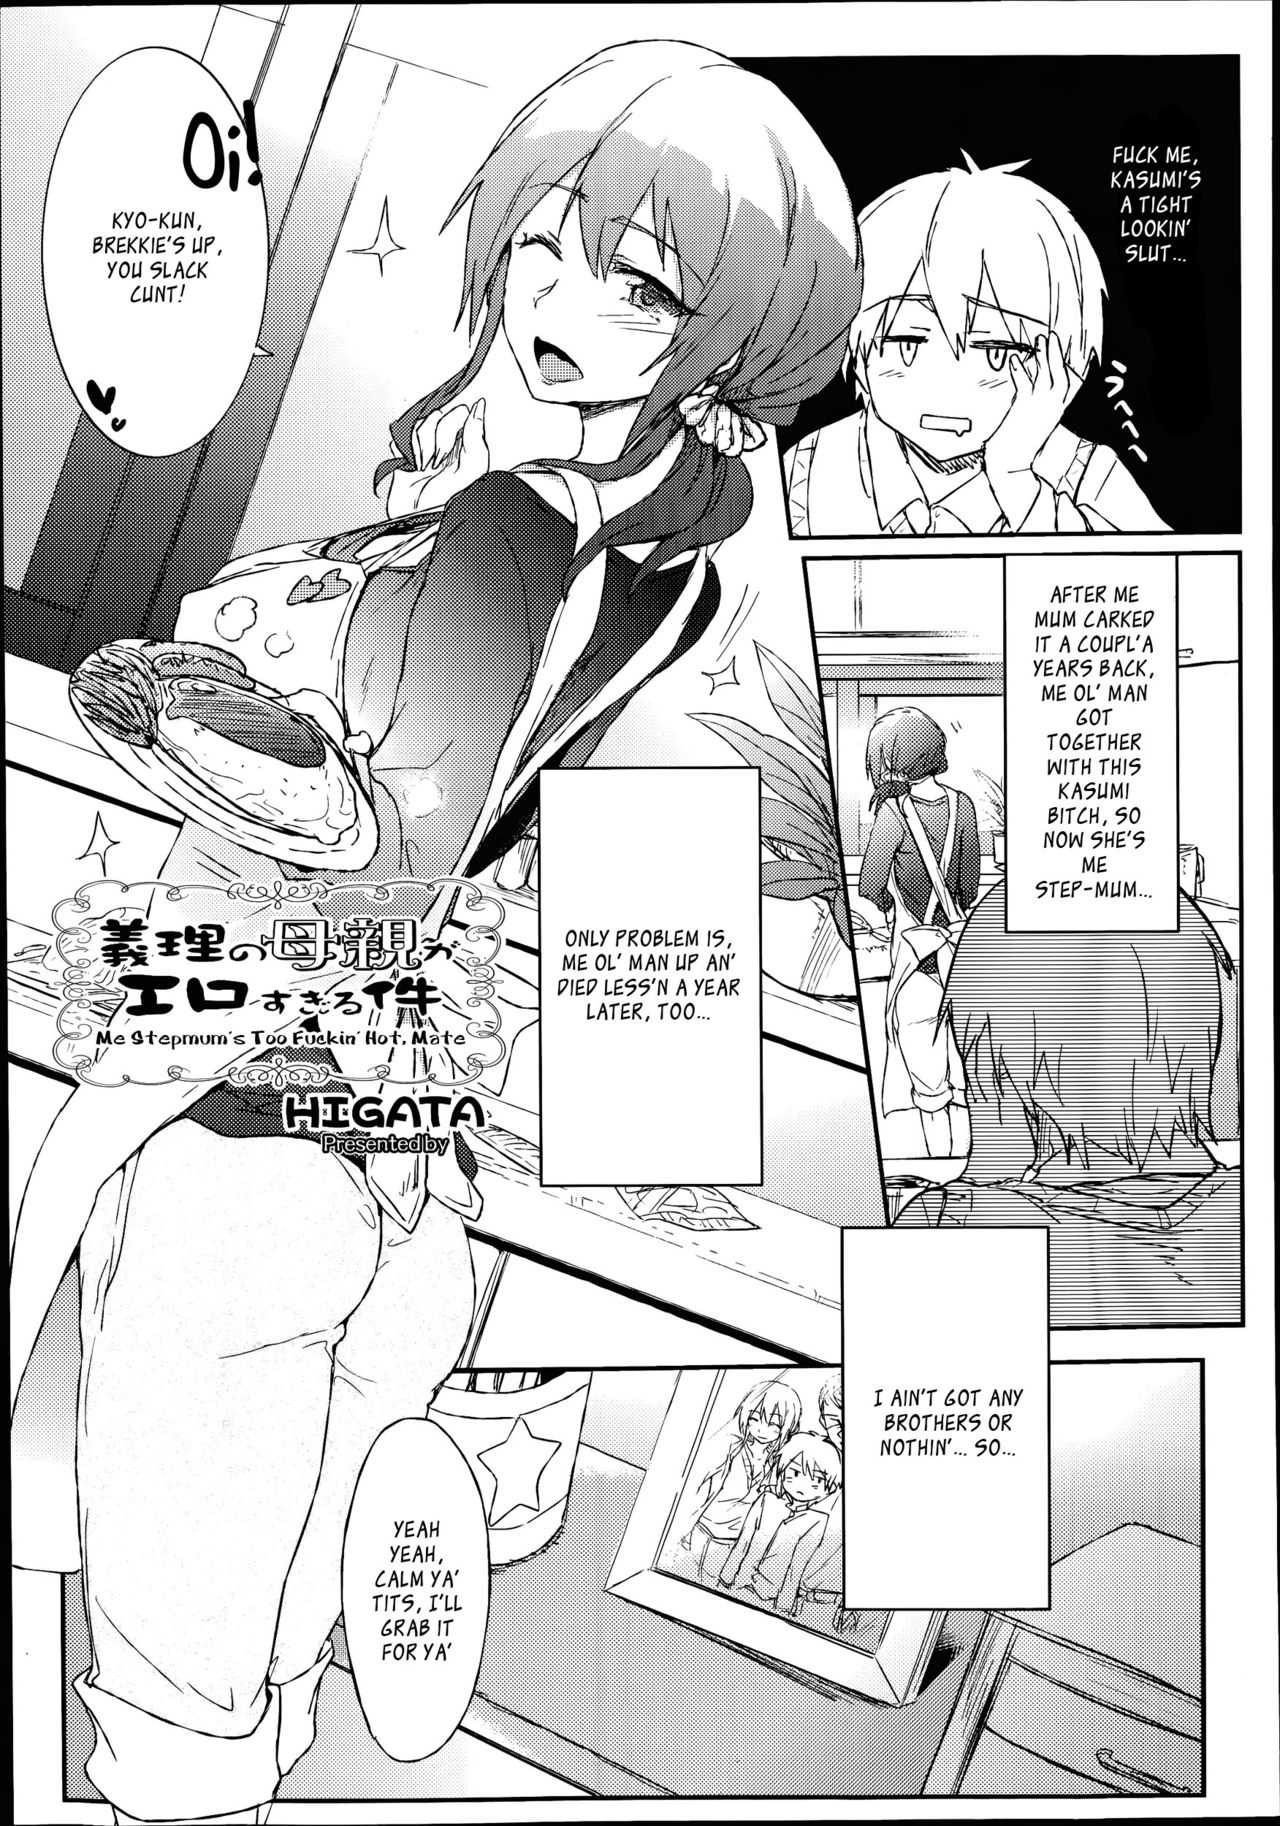 FUCK ME,
KASUMI'S
A TIGHT
LOOKIN'
SLUT...
Oi!
KYO-KUN,
BREKKIE'S UP,
YOU SLACK
CUNT!
AFTER ME
MUM CARKED
IT A COUPL'A
YEARS BACK,
ME OL' MAN
GOT
TOGETHER
WITH THIS
KASUMI
BITCH, SO
NOW SHE'S
ME
STEP-MUM...
ONLY PROBLEM IS,
ME OL' MAN UP AN'
DIED LESS'N A YEAR
LATER, TOO...
義理の母親が
エロすぎる件
Me Stepmum's Too Fuckin' Hot, Mate
HIGATA
Presented by
I AIN'T GOT ANY
BROTHERS OR
NOTHIN'... SO...
YEAH
YEAH,
CALM YA'
TITS, I'LL
GRAB IT
FOR YA'